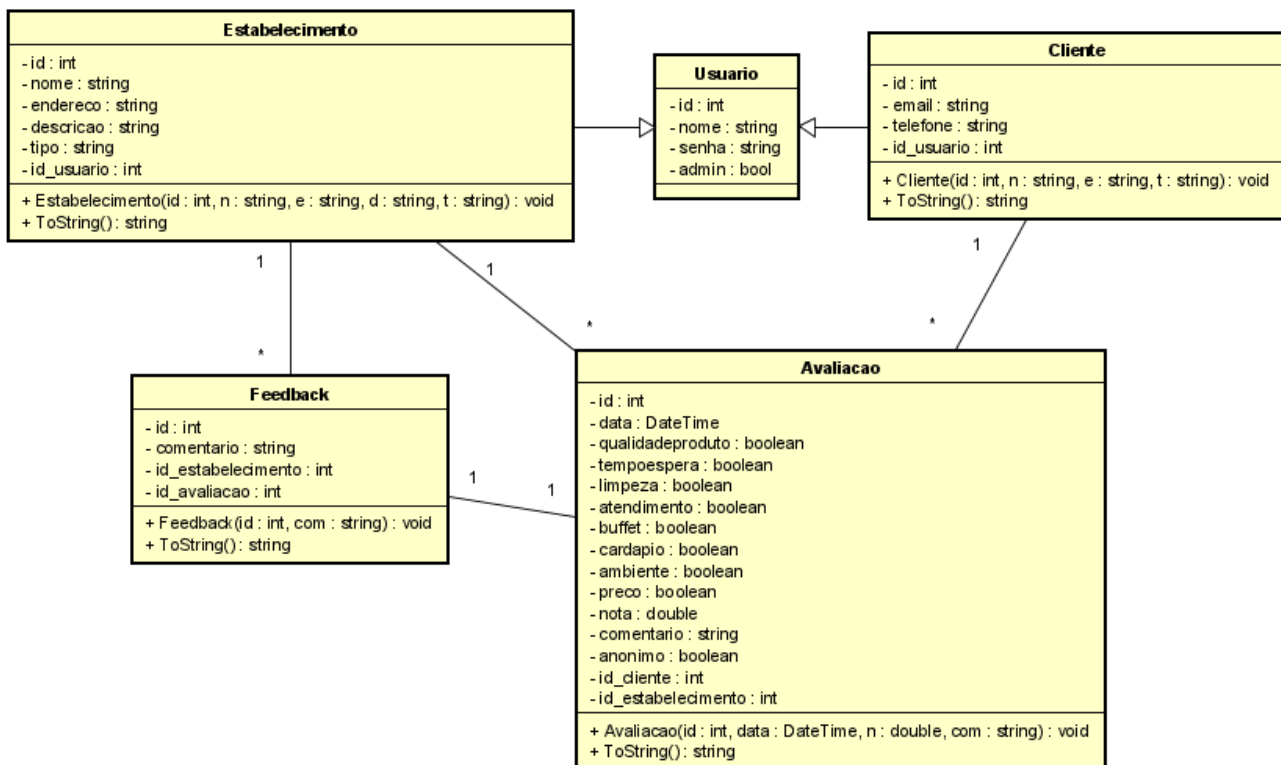 Estabelecimento
- id : int
- nome : string
- endereco : string
- descricao : string
- tipo : string
- id_usuario : int
+ Estabelecimento(id : int, n : string, e : string, d : string, t : string) : void
+ ToString() : string
Usuario
- id : int
- nome : string
- senha : string
- admin : bool
Cliente
- id : int
- email : string
- telefone : string
- id_usuario : int
+ Cliente(id : int, n : string, e : string, t : string) : void
+ ToString() : string
1
*
1
*
1
*
Feedback
- id : int
- comentario : string
- id_estabelecimento : int
- id_avaliacao : int
+ Feedback(id : int, com : string) : void
+ ToString() : string
1
1
Avaliacao
- id : int
- data : DateTime
- qualidadeproduto : boolean
- tempoespera : boolean
- limpeza : boolean
- atendimento : boolean
- buffet : boolean
- cardapio : boolean
- ambiente : boolean
- preco : boolean
- nota : double
- comentario : string
- anonimo : boolean
- id_cliente : int
- id_estabelecimento : int
+ Avaliacao(id : int, data : DateTime, n : double, com : string) : void
+ ToString() : string